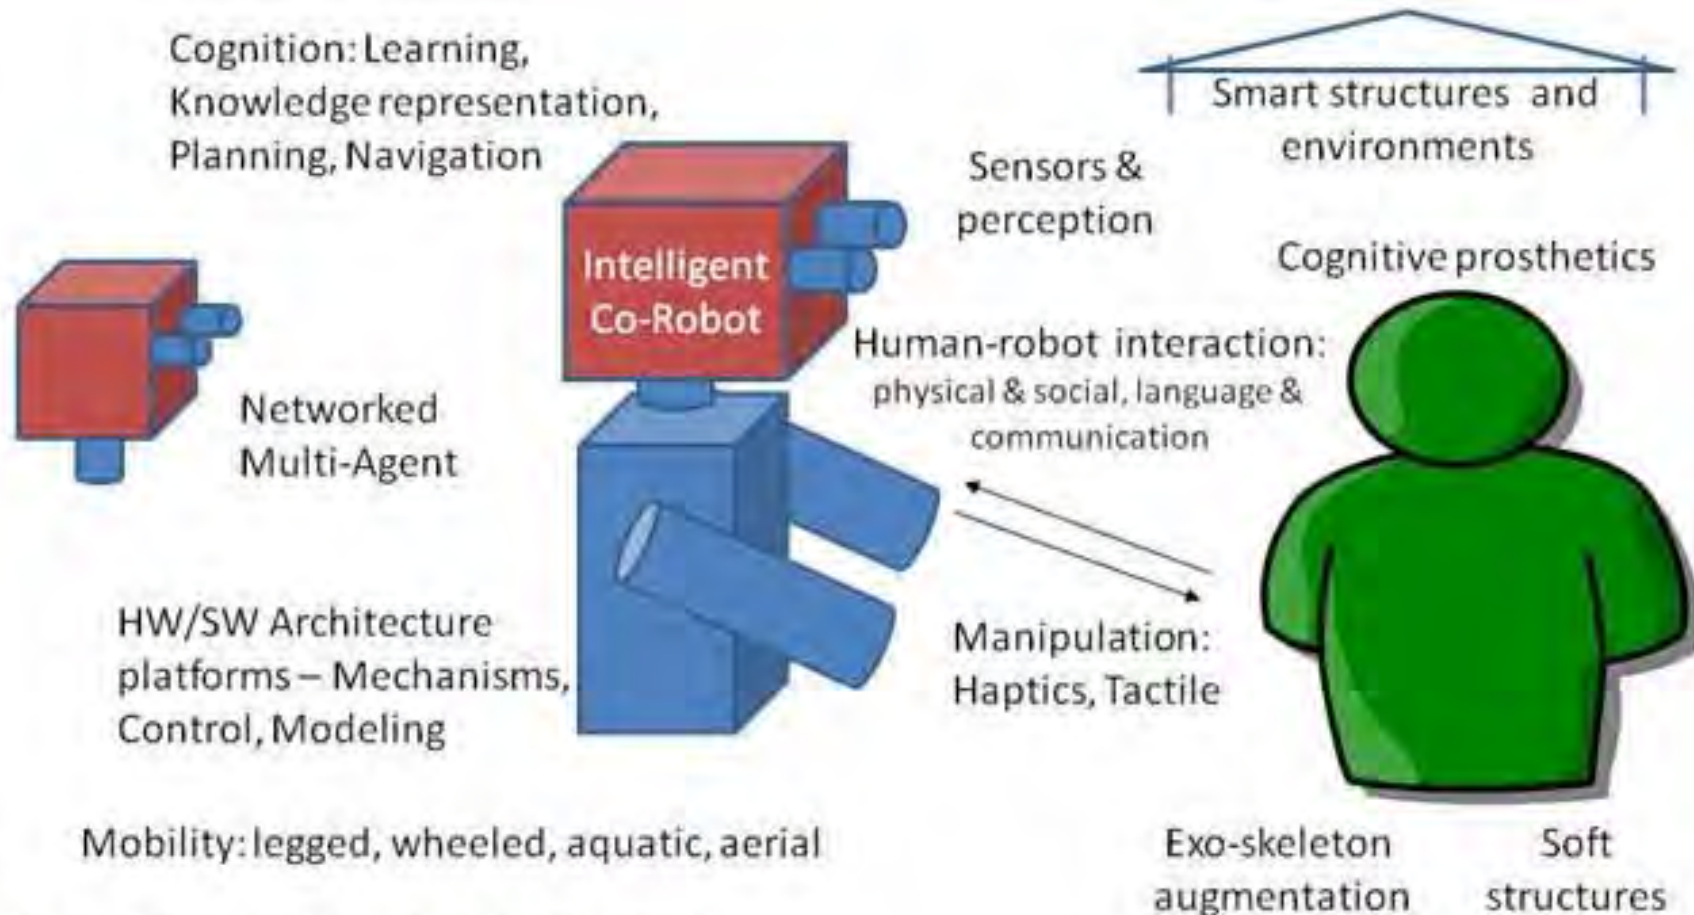 Cognition: Learning,
Knowledge representation,
Planning, Navigation
Smart structures and
environments
Sensors &
perception
Intelligent
Co-Robot
Cognitive prosthetics
Human-robot interaction:
physical & social, language &
communication
Networked
Multi-Agent
HW/SW Architecture
platforms – Mechanisms,
Control, Modeling
Manipulation:
Haptics, Tactile
Mobility: legged, wheeled, aquatic, aerial
Exo-skeleton
augmentation
Soft
structures